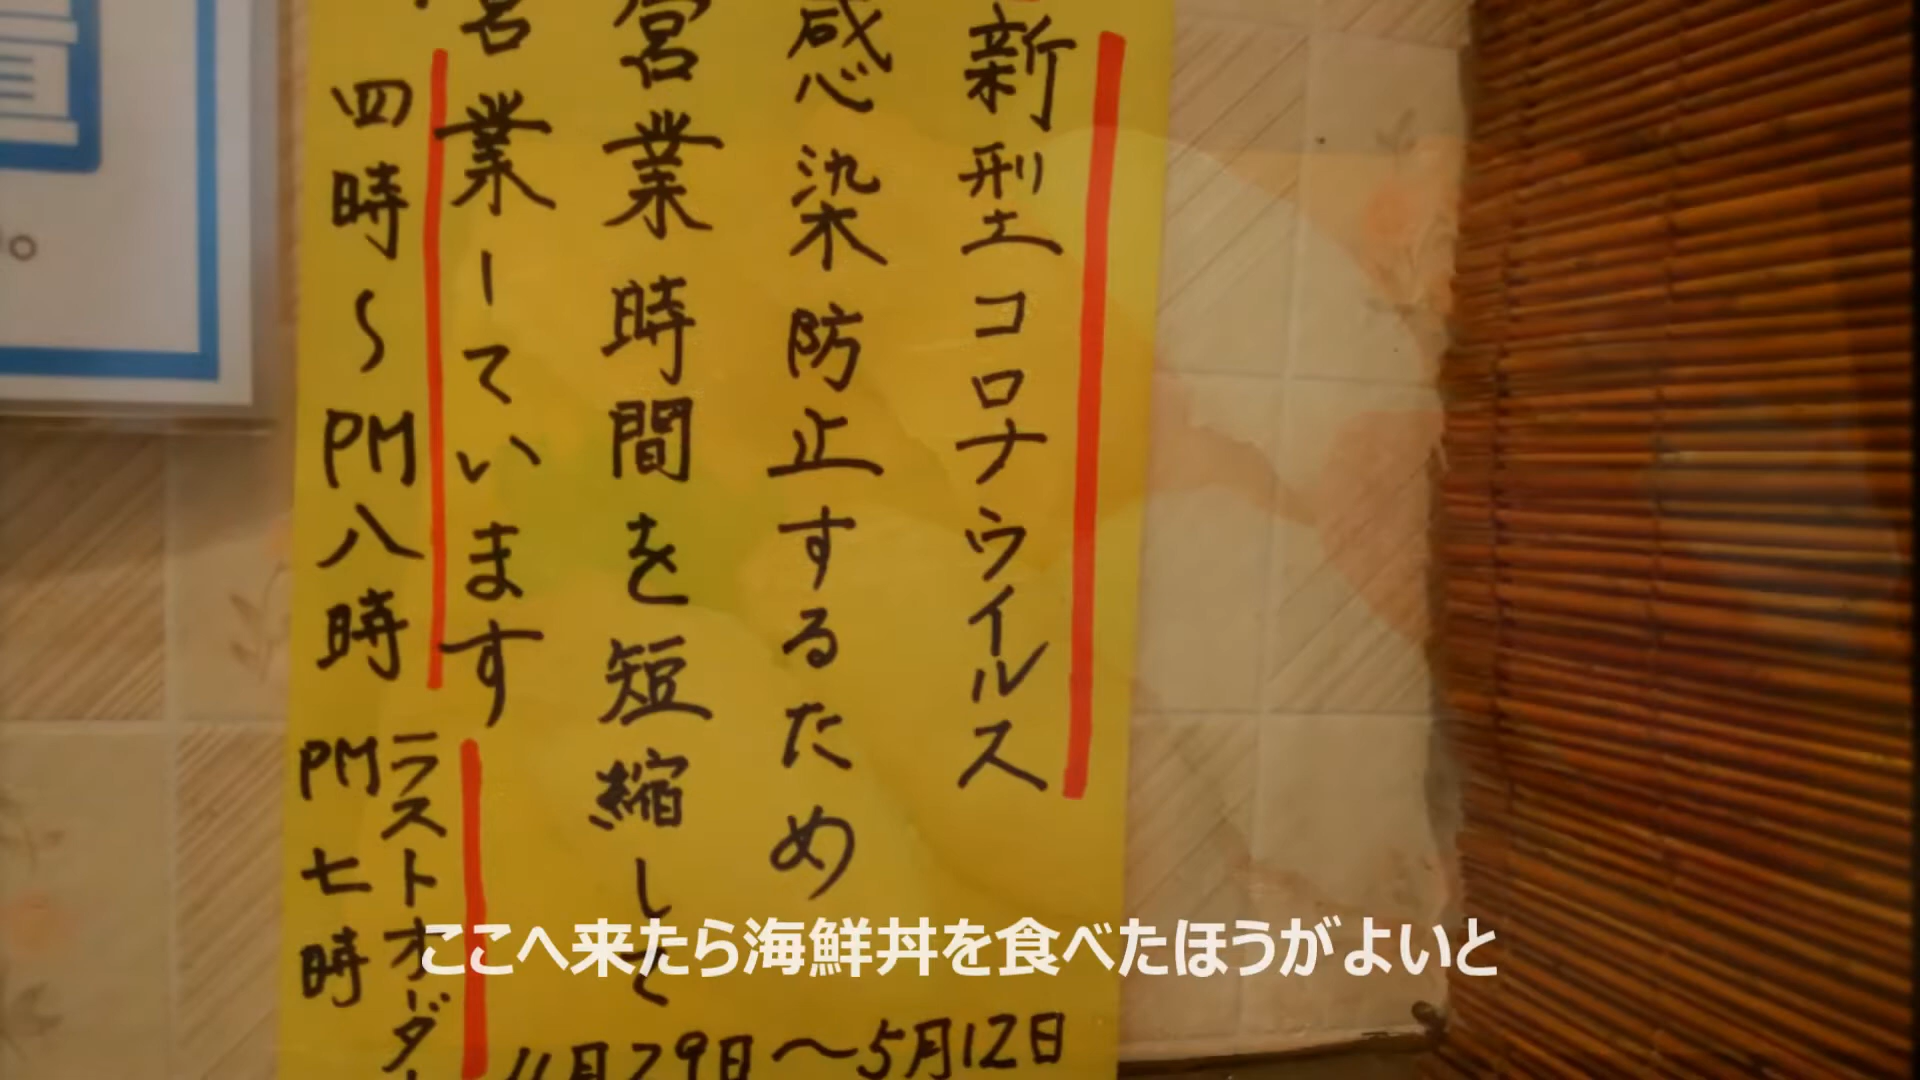 新型コロナウイルス
感染防止するため
営業時間を短縮して
営業しています
四時〜PM八時
ラストオーダー
PM七時
11月29日〜5月12日
ここへ来たら海鮮丼を食べたほうがよいと